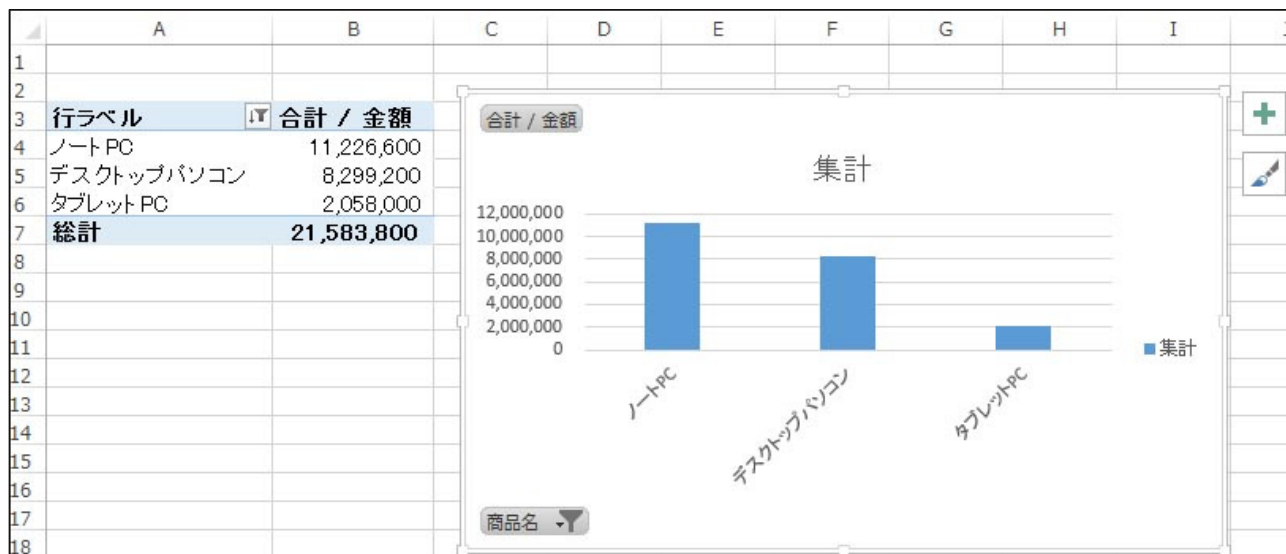 A B C D E F G H I
1
2
3 行ラベル 合計 / 金額
4 ノートPC 11,226,600
5 デスクトップパソコン 8,299,200
6 タブレットPC 2,058,000
7 総計 21,583,800
8
9
10
11
12
13
14
15
16
17
18
合計 / 金額
集計
12,000,000
10,000,000
8,000,000
6,000,000
4,000,000
2,000,000
0
ノートPC デスクトップパソコン タブレットPC
集計
商品名